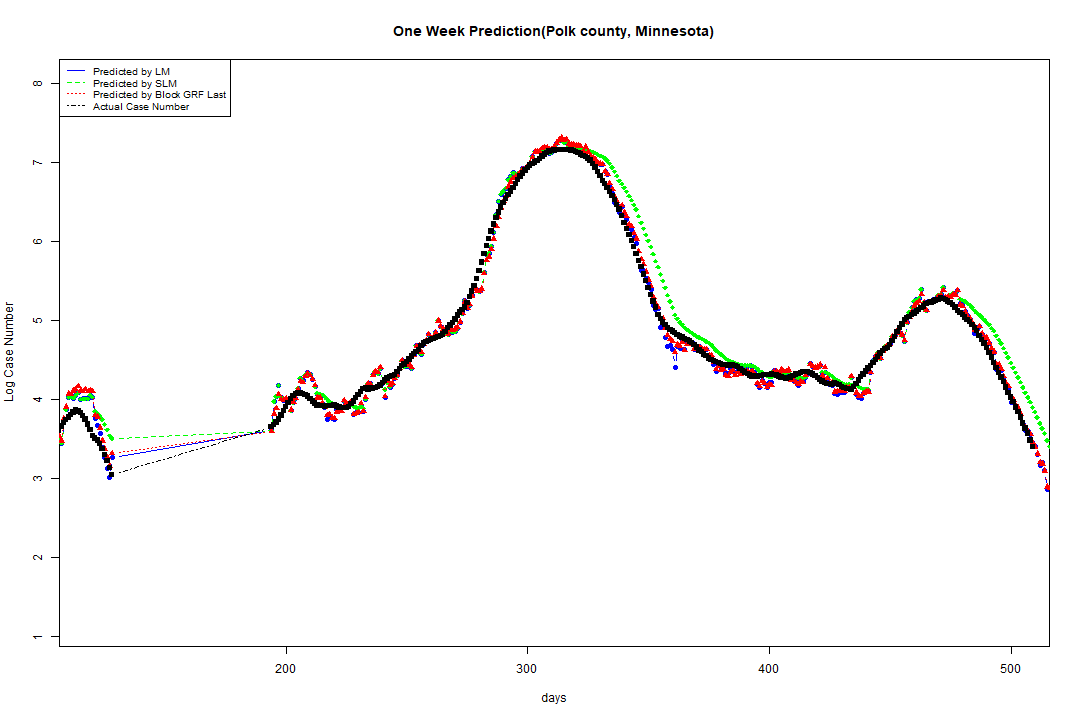 One Week Prediction(Polk county, Minnesota)
Predicted by LM
Predicted by SLM
Predicted by Block GRF Last
Actual Case Number
8
7
6
5
4
3
2
1
Log Case Number
200 300 400 500
days